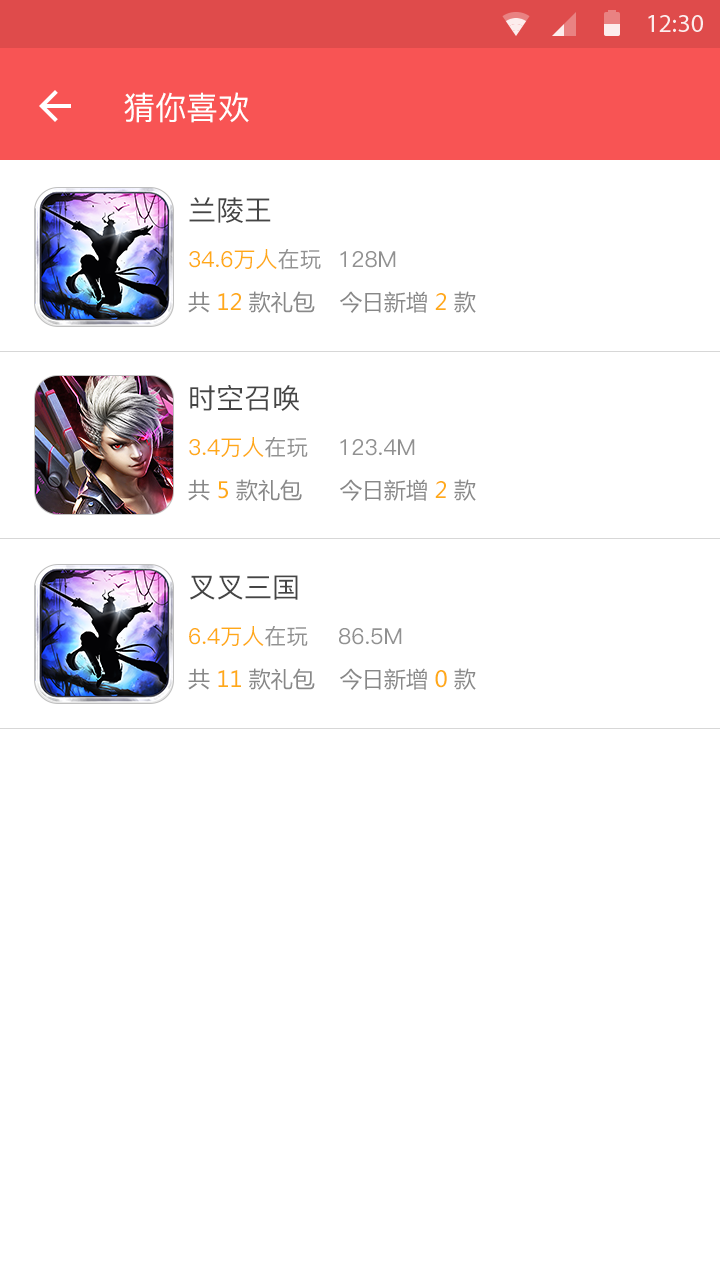 12:30
猜你喜欢
兰陵王
34.6万人在玩 128M
共 12 款礼包 今日新增 2 款
时空召唤
3.4万人在玩 123.4M
共 5 款礼包 今日新增 2 款
叉叉三国
6.4万人在玩 86.5M
共 11 款礼包 今日新增 0 款